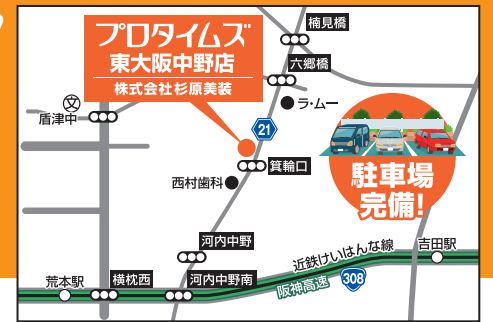 プロタイムズ
東大阪中野店
株式会社杉原美装
楠見橋
六郷橋
ラ・ムー
文
盾津中
21
箕輪口
西村歯科
駐車場
完備!
河内中野
近鉄けいはんな線
吉田駅
荒本駅
横枕西
河内中野南
阪神高速
308